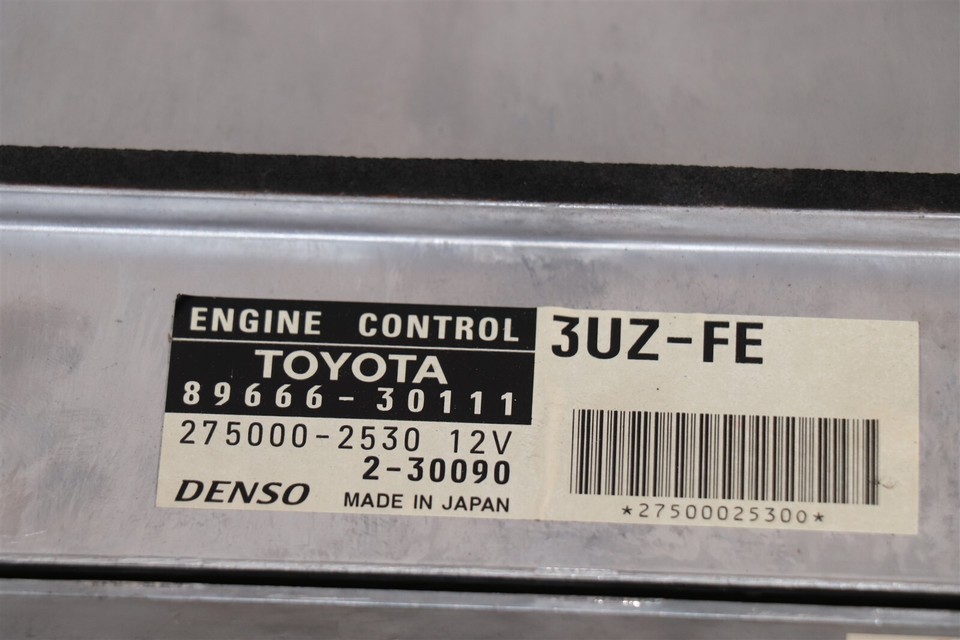 ENGINE CONTROL
TOYOTA
89666-30111
275000-2530 12V
2-30090
DENSO MADE IN JAPAN
3UZ-FE
*27500025300*